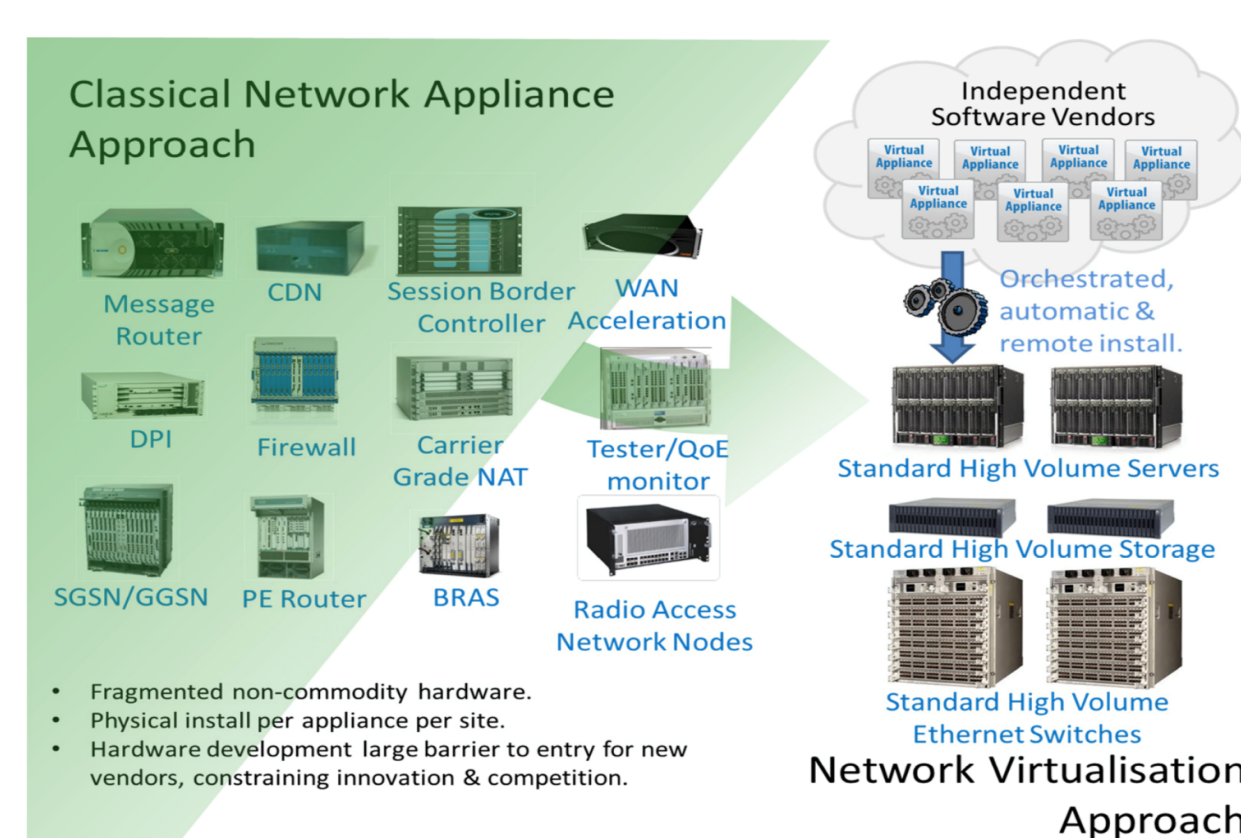 Classical Network Appliance
Approach
Message
Router
CDN
Session Border
Controller
WAN
Acceleration
DPI
Firewall
Carrier
Grade NAT
Tester/QoE
monitor
SGSN/GGSN
PE Router
BRAS
Radio Access
Network Nodes
• Fragmented non-commodity hardware.
• Physical install per appliance per site.
• Hardware development large barrier to entry for new
vendors, constraining innovation & competition.
Independent
Software Vendors
Virtual
Appliance
Virtual
Appliance
Virtual
Appliance
Virtual
Appliance
Virtual
Appliance
Virtual
Appliance
Virtual
Appliance
Orchestrated,
automatic &
remote install.
Standard High Volume Servers
Standard High Volume Storage
Standard High Volume
Ethernet Switches
Network Virtualisation
Approach